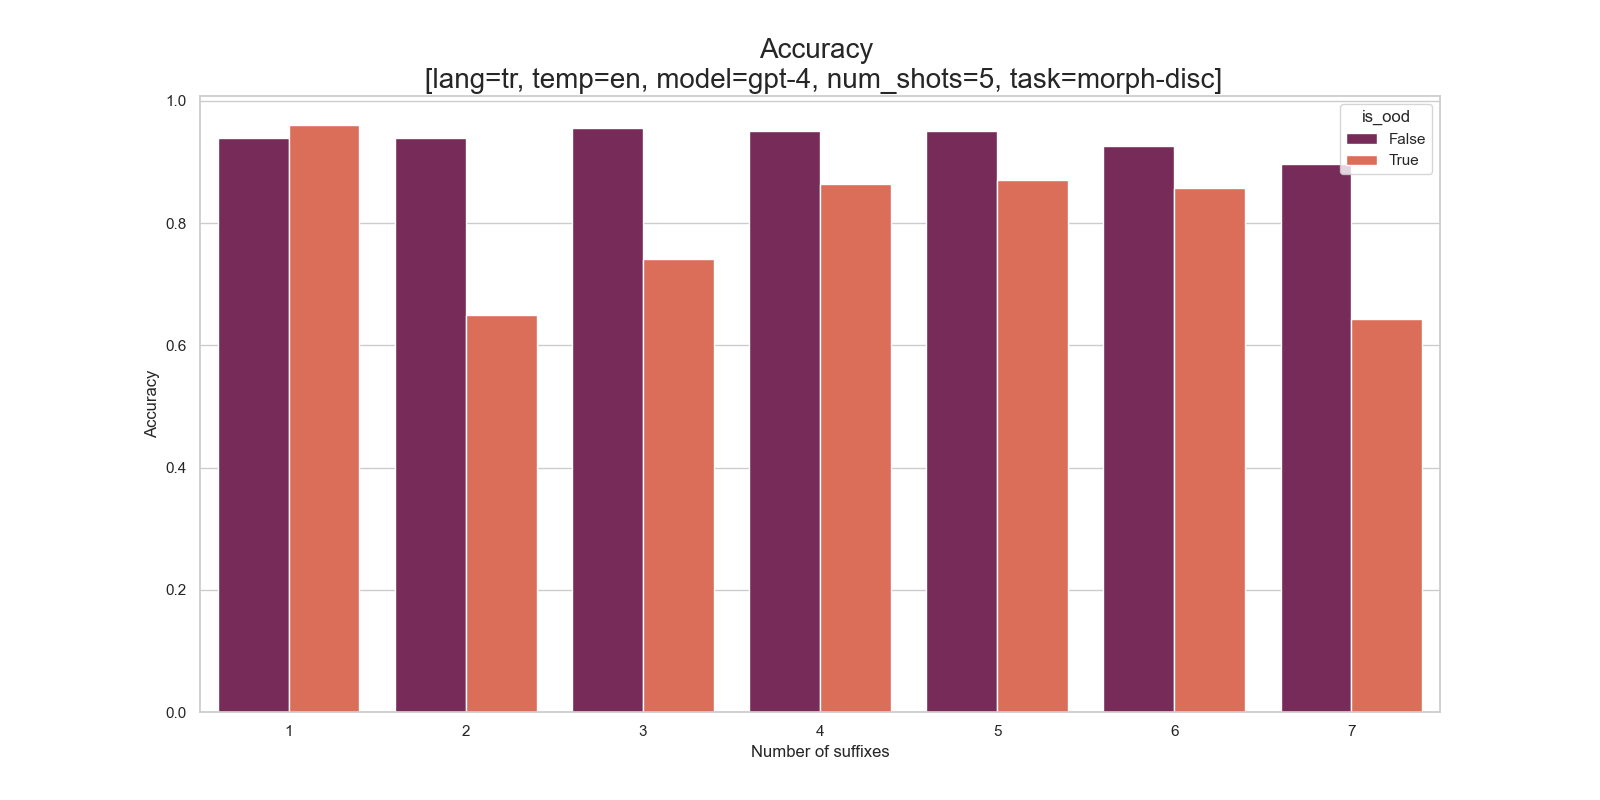 Accuracy
[lang=tr, temp=en, model=gpt-4, num_shots=5, task=morph-disc]
1.0
0.8
0.6
0.4
0.2
0.0
Accuracy
is_ood
False
True
1 2 3 4 5 6 7
Number of suffixes